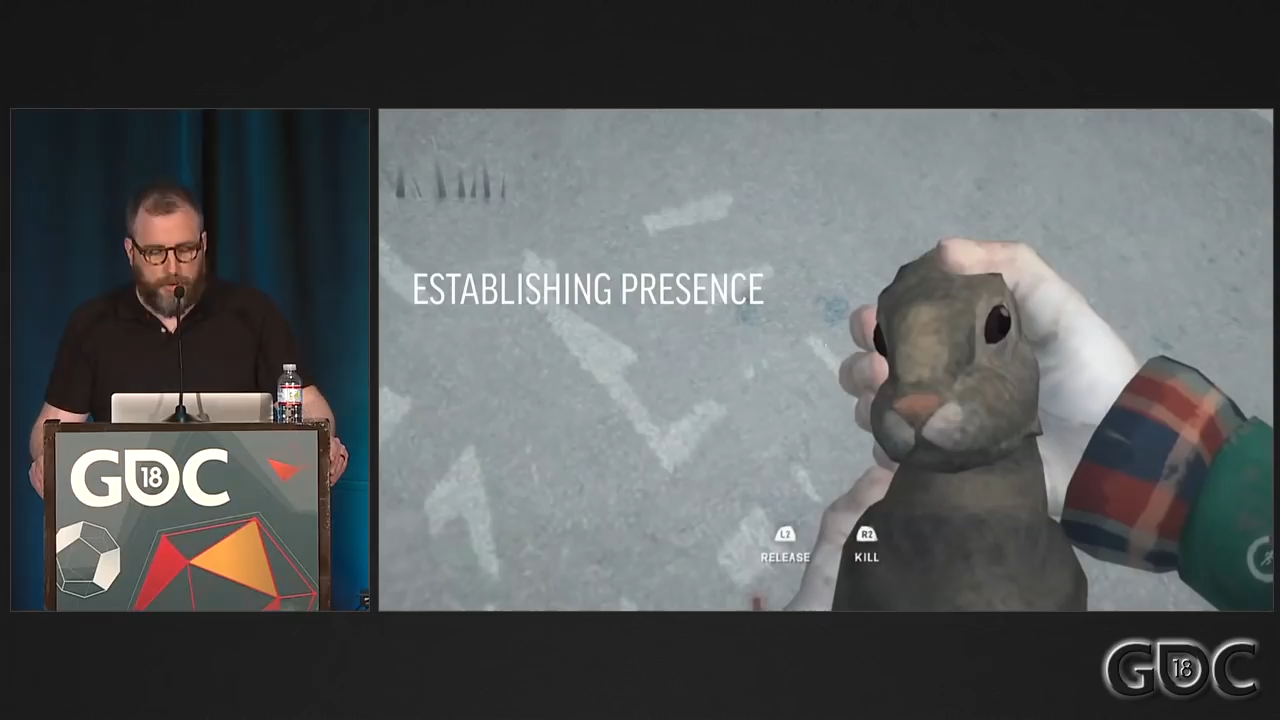 GDC
18
ESTABLISHING PRESENCE
L2
R2
RELEASE
KILL
GDC
18